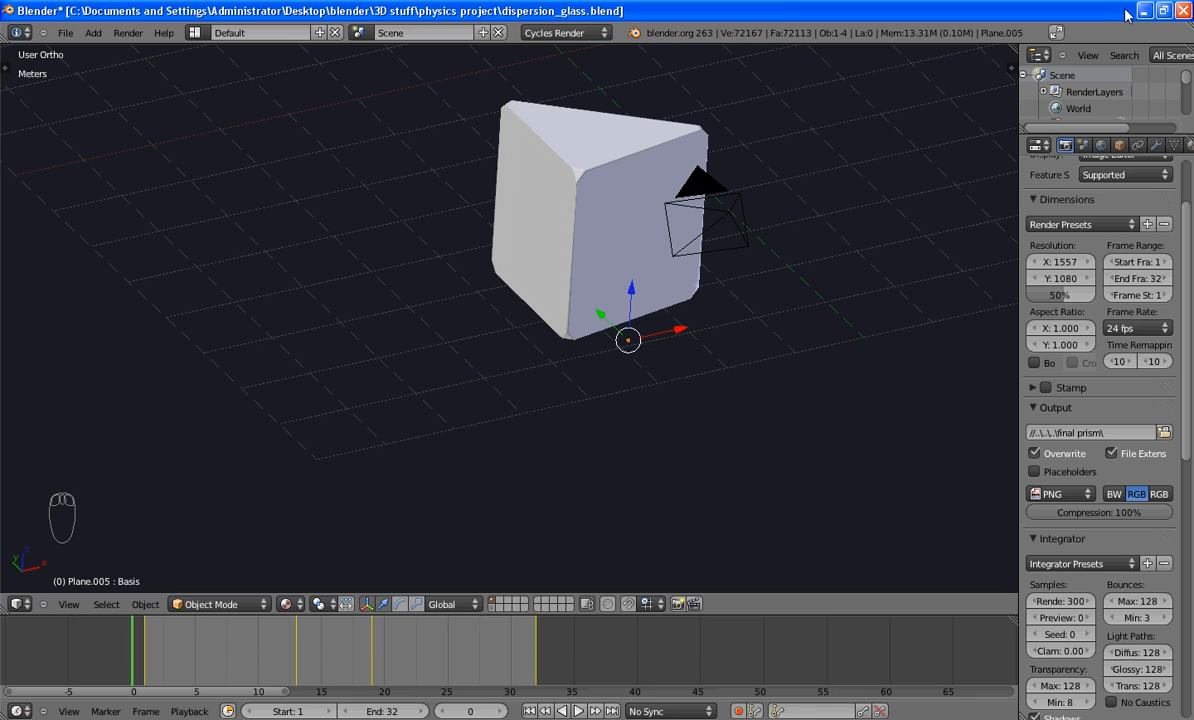 Blender* [C:\Documents and Settings\Administrator\Desktop\blender\3D stuff\physics project\dispersion_glass.blend]
File Add Render Help Default Scene Cycles Render blender.org 263 | Ve:72167 | Fa:72113 | Ob:1-4 | La:0 | Mem:13.31M (0.10M) | Plane.005
User Ortho
Meters
View Search All Scenes
Scene
RenderLayers
World
Feature S Supported
Dimensions
Render Presets
Resolution: Frame Range:
X: 1557 Start Fra: 1
Y: 1080 End Fra: 32
50% Frame St: 1
Aspect Ratio: Frame Rate:
X: 1.000 24 fps
Y: 1.000 Time Remappin
Bo Cro 10 10
Stamp
Output
//..\..\..\final prism\
Overwrite File Extens
Placeholders
PNG BW RGB RGB
Compression: 100%
Integrator
Integrator Presets
Samples: Bounces:
Rende: 300 Max: 128
Preview: 0 Min: 3
Seed: 0 Light Paths:
Clam: 0.00 Diffus: 128
Transparency: Glossy: 128
Max: 128 Trans: 128
Min: 8 No Caustics
Shadows
z
y
x
(0) Plane.005 : Basis
View Select Object Object Mode Global
-5 0 5 10 15 20 25 30 35 40 45 50 55 60 65
View Marker Frame Playback Start: 1 End: 32 0 No Sync